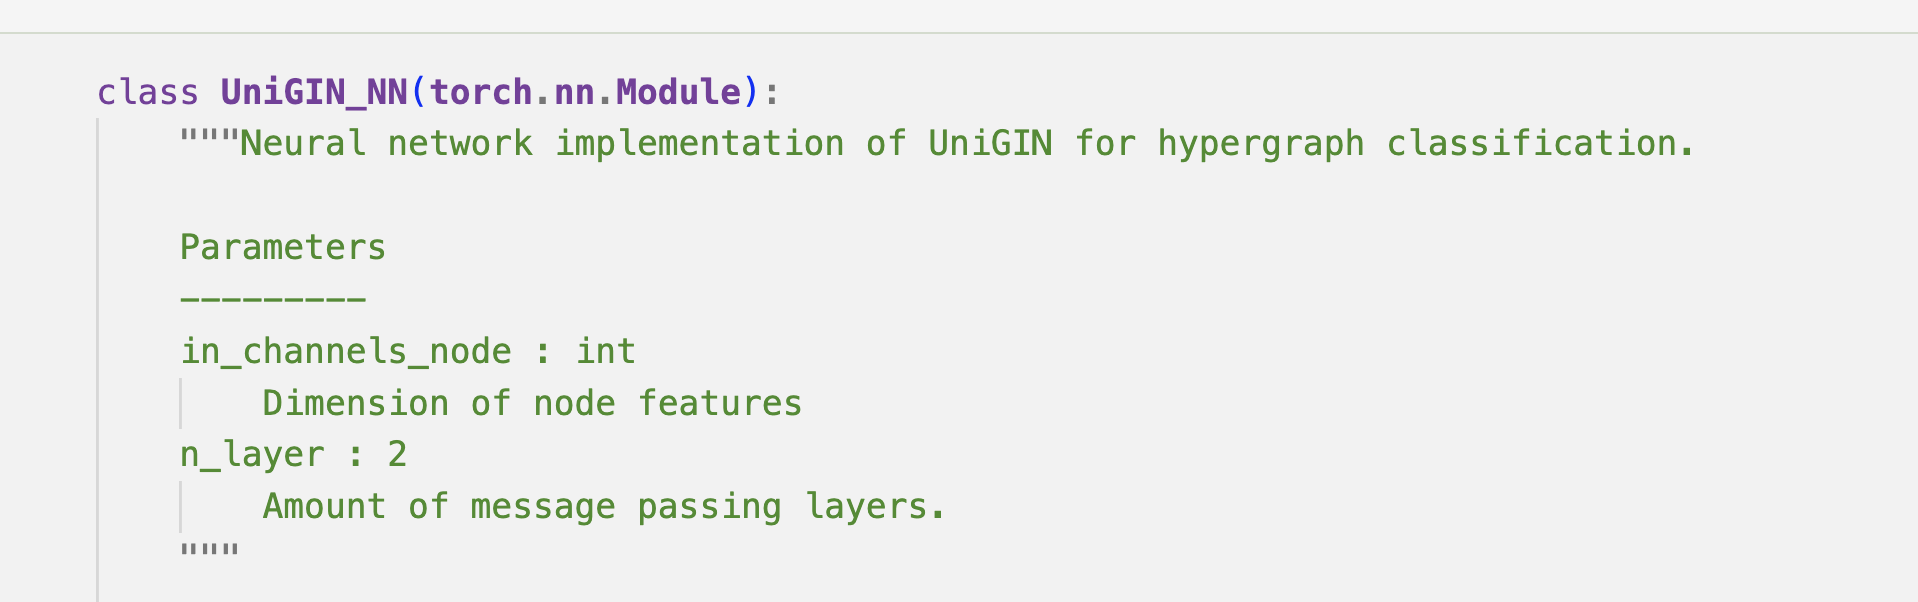 class UniGIN_NN(torch.nn.Module):
"""Neural network implementation of UniGIN for hypergraph classification.
Parameters
---------
in_channels_node : int
Dimension of node features
n_layer : 2
Amount of message passing layers.
"""